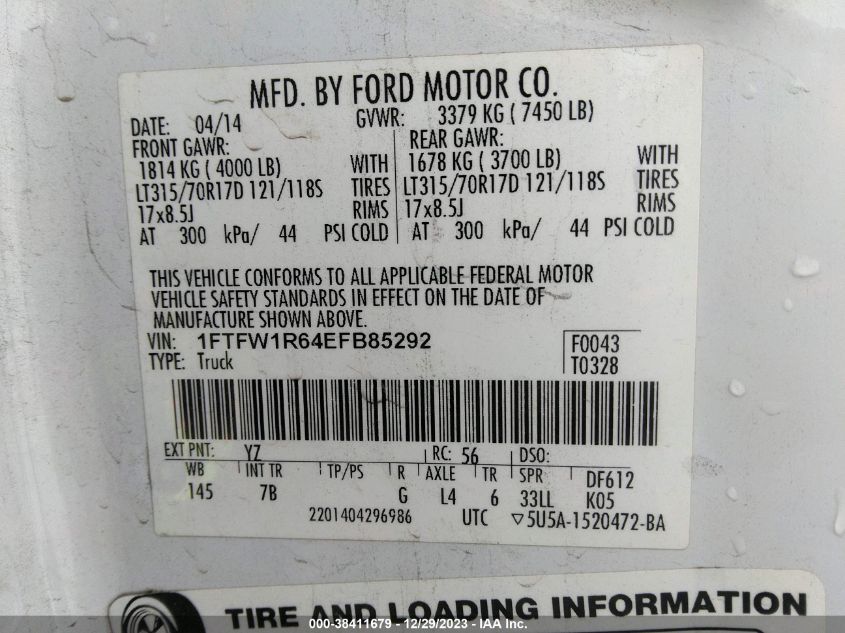 MFD. BY FORD MOTOR CO.
DATE: 04/14 GVWR: 3379 KG ( 7450 LB)
FRONT GAWR: REAR GAWR:
1814 KG ( 4000 LB) WITH 1678 KG ( 3700 LB) WITH
LT315/70R17D 121/118S TIRES LT315/70R17D 121/118S TIRES
17x8.5J RIMS 17x8.5J RIMS
AT 300 kPa/ 44 PSI COLD AT 300 kPa/ 44 PSI COLD
THIS VEHICLE CONFORMS TO ALL APPLICABLE FEDERAL MOTOR
VEHICLE SAFETY STANDARDS IN EFFECT ON THE DATE OF
MANUFACTURE SHOWN ABOVE.
VIN: 1FTFW1R64EFB85292 F0043
TYPE: Truck T0328
EXT PNT: YZ RC: 56 DSO:
WB INT TR TP/PS R AXLE TR SPR DF612
145 7B G L4 6 33LL K05
2201404296986 UTC ▽5U5A-1520472-BA
TIRE AND LOADING INFORMATION
000-38411679 - 12/29/2023 - IAA Inc.